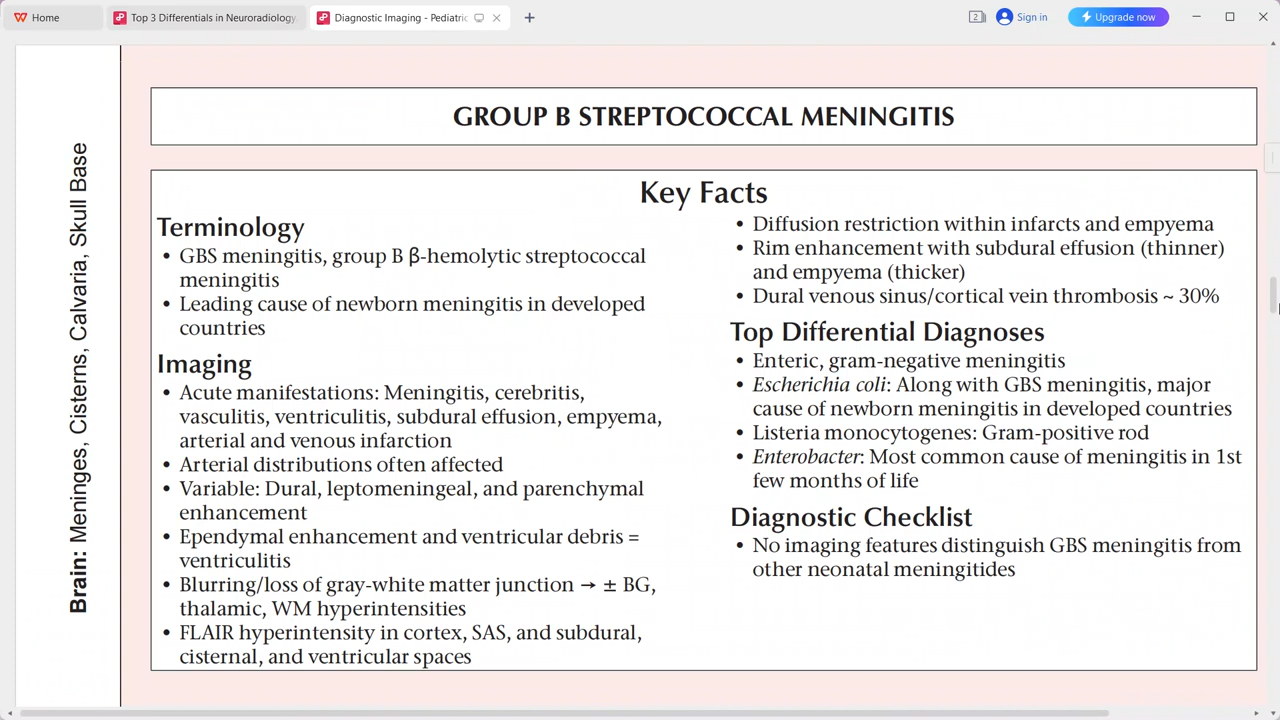 Home
Top 3 Differentials in Neuroradiology.
Diagnostic Imaging - Pediatric
2
Sign in
Upgrade now
Brain: Meninges, Cisterns, Calvaria, Skull Base
GROUP B STREPTOCOCCAL MENINGITIS
Key Facts
Terminology
• GBS meningitis, group B β-hemolytic streptococcal
meningitis
• Leading cause of newborn meningitis in developed
countries
Imaging
• Acute manifestations: Meningitis, cerebritis,
vasculitis, ventriculitis, subdural effusion, empyema,
arterial and venous infarction
• Arterial distributions often affected
• Variable: Dural, leptomeningeal, and parenchymal
enhancement
• Ependymal enhancement and ventricular debris =
ventriculitis
• Blurring/loss of gray-white matter junction → ± BG,
thalamic, WM hyperintensities
• FLAIR hyperintensity in cortex, SAS, and subdural,
cisternal, and ventricular spaces
• Diffusion restriction within infarcts and empyema
• Rim enhancement with subdural effusion (thinner)
and empyema (thicker)
• Dural venous sinus/cortical vein thrombosis ~ 30%
Top Differential Diagnoses
• Enteric, gram-negative meningitis
• Escherichia coli: Along with GBS meningitis, major
cause of newborn meningitis in developed countries
• Listeria monocytogenes: Gram-positive rod
• Enterobacter: Most common cause of meningitis in 1st
few months of life
Diagnostic Checklist
• No imaging features distinguish GBS meningitis from
other neonatal meningitides